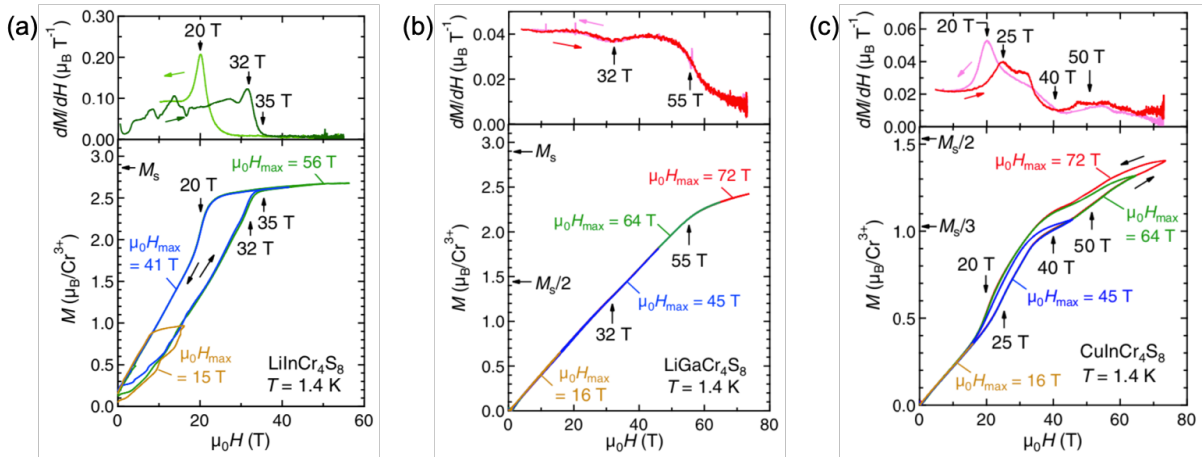 (a)
dM/dH (μB T⁻¹)
0.20
0.10
0.00
20 T
32 T
35 T
M (μB/Cr³⁺)
3.0
2.5
2.0
1.5
1.0
0.5
0.0
Ms
μ0Hmax = 56 T
20 T
35 T
32 T
μ0Hmax
= 41 T
μ0Hmax
= 15 T
LiInCr4S8
T = 1.4 K
0 20 40 60
μ0H (T)
(b)
dM/dH (μB T⁻¹)
0.04
0.02
0.00
32 T
55 T
M (μB/Cr³⁺)
3.0
2.5
2.0
1.5
1.0
0.5
0.0
Ms
μ0Hmax = 72 T
μ0Hmax
= 64 T
55 T
Ms/2
μ0Hmax
= 45 T
32 T
μ0Hmax
= 16 T
LiGaCr4S8
T = 1.4 K
0 20 40 60 80
μ0H (T)
(c)
dM/dH (μB T⁻¹)
0.06
0.04
0.02
0.00
20 T
25 T
40 T
50 T
M (μB/Cr³⁺)
1.5
1.0
0.5
0.0
Ms/2
μ0Hmax = 72 T
Ms/3
μ0Hmax
= 64 T
50 T
40 T
20 T
μ0Hmax = 45 T
25 T
μ0Hmax = 16 T
CuInCr4S8
T = 1.4 K
0 20 40 60 80
μ0H (T)